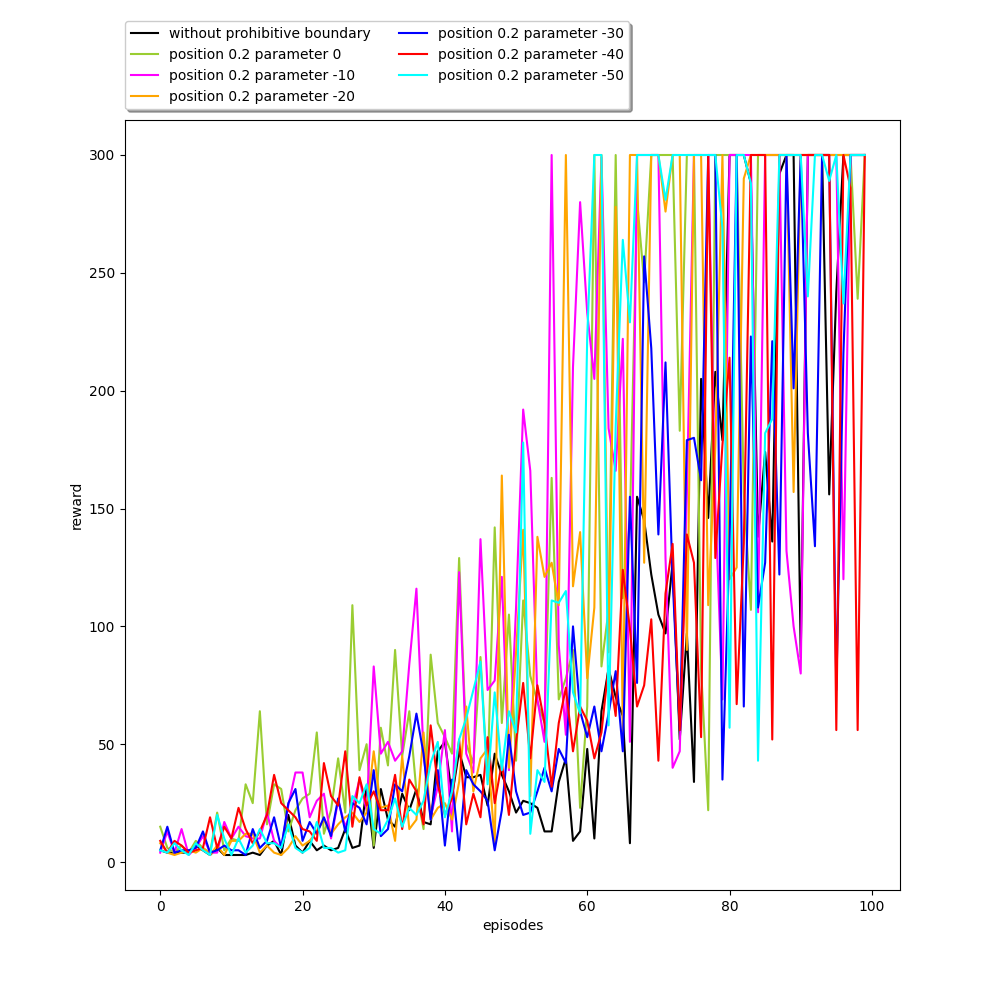 without prohibitive boundary
position 0.2 parameter 0
position 0.2 parameter -10
position 0.2 parameter -20
position 0.2 parameter -30
position 0.2 parameter -40
position 0.2 parameter -50
300
250
200
150
100
50
0
reward
0 20 40 60 80 100
episodes